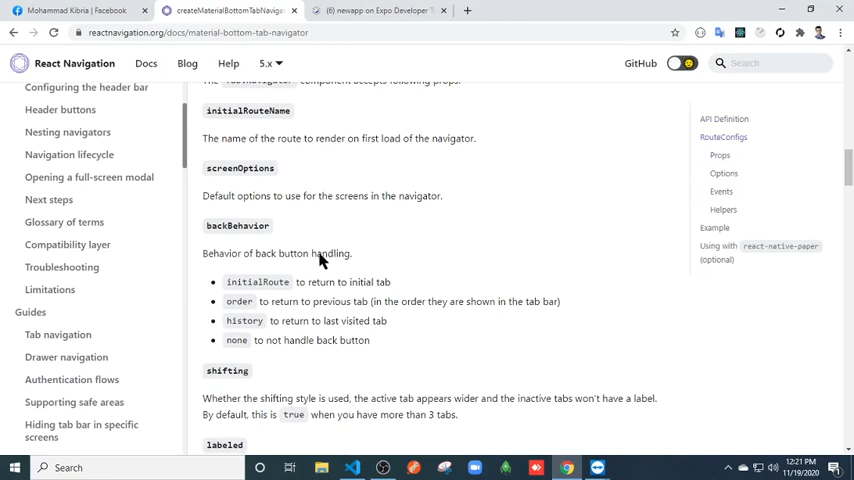 Mohammad Kibria | Facebook
createMaterialBottomTabNavigat
(6) newapp on Expo Developer T
reactnavigation.org/docs/material-bottom-tab-navigator
React Navigation
Docs
Blog
Help
5.x
GitHub
Search
Configuring the header bar
Header buttons
Nesting navigators
Navigation lifecycle
Opening a full-screen modal
Next steps
Glossary of terms
Compatibility layer
Troubleshooting
Limitations
Guides
Tab navigation
Drawer navigation
Authentication flows
Supporting safe areas
Hiding tab bar in specific
screens
The Tab.Navigator component accepts following props:
initialRouteName
The name of the route to render on first load of the navigator.
screenOptions
Default options to use for the screens in the navigator.
backBehavior
Behavior of back button handling.
initialRoute to return to initial tab
order to return to previous tab (in the order they are shown in the tab bar)
history to return to last visited tab
none to not handle back button
shifting
Whether the shifting style is used, the active tab appears wider and the inactive tabs won't have a label.
By default, this is true when you have more than 3 tabs.
labeled
API Definition
RouteConfigs
Props
Options
Events
Helpers
Example
Using with react-native-paper
(optional)
Search
12:21 PM
11/19/2020